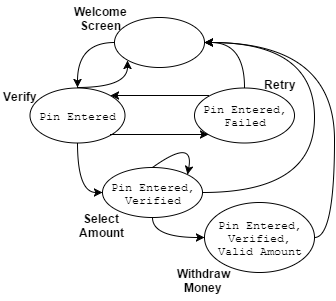 Welcome
Screen
Retry
Verify
Pin Entered
Pin Entered,
Failed
Pin Entered,
Verified
Select
Amount
Pin Entered,
Verified,
Valid Amount
Withdraw
Money